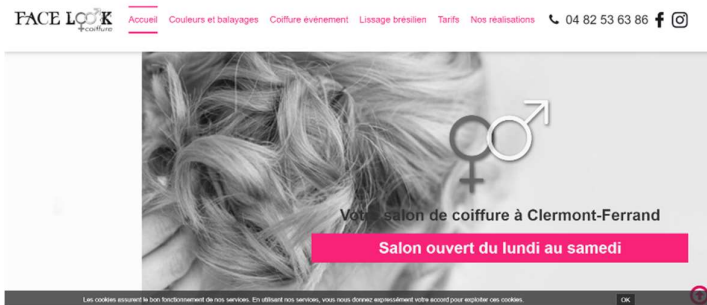 FACE LOOK
coiffure
Accueil Couleurs et balayages Coiffure événement Lissage brésilien Tarifs Nos réalisations 04 82 53 63 86
Votre salon de coiffure à Clermont-Ferrand
Salon ouvert du lundi au samedi
Les cookies assurent le bon fonctionnement de nos services. En utilisant nos services, vous nous donnez expressément votre accord pour exploiter ces cookies. OK